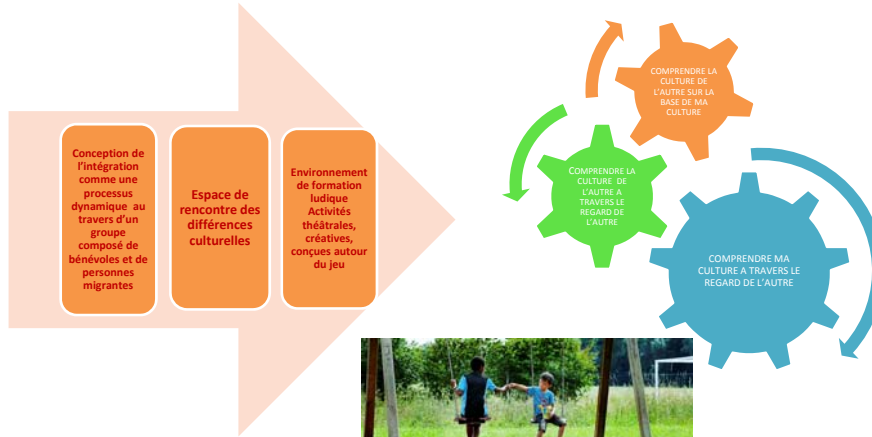 Conception de
l'intégration
comme une
processus
dynamique au
travers d'un
groupe
composé de
bénévoles et de
personnes
migrantes
Espace de
rencontre des
différences
culturelles
Environnement
de formation
ludique
Activités
théâtrales,
créatives,
conçues autour
du jeu
COMPRENDRE LA
CULTURE DE
L'AUTRE SUR LA
BASE DE MA
CULTURE
COMPRENDRE LA
CULTURE DE
L'AUTRE A
TRAVERS LE
REGARD DE
L'AUTRE
COMPRENDRE MA
CULTURE A TRAVERS LE
REGARD DE L'AUTRE